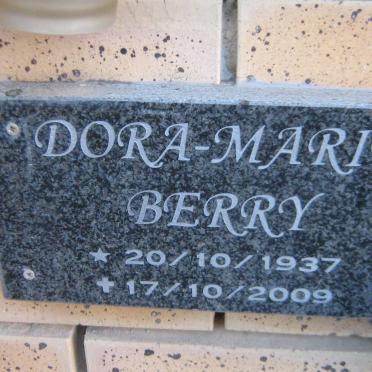 DORA-MARI
BERRY
★ 20/10/1937
✝ 17/10/2009